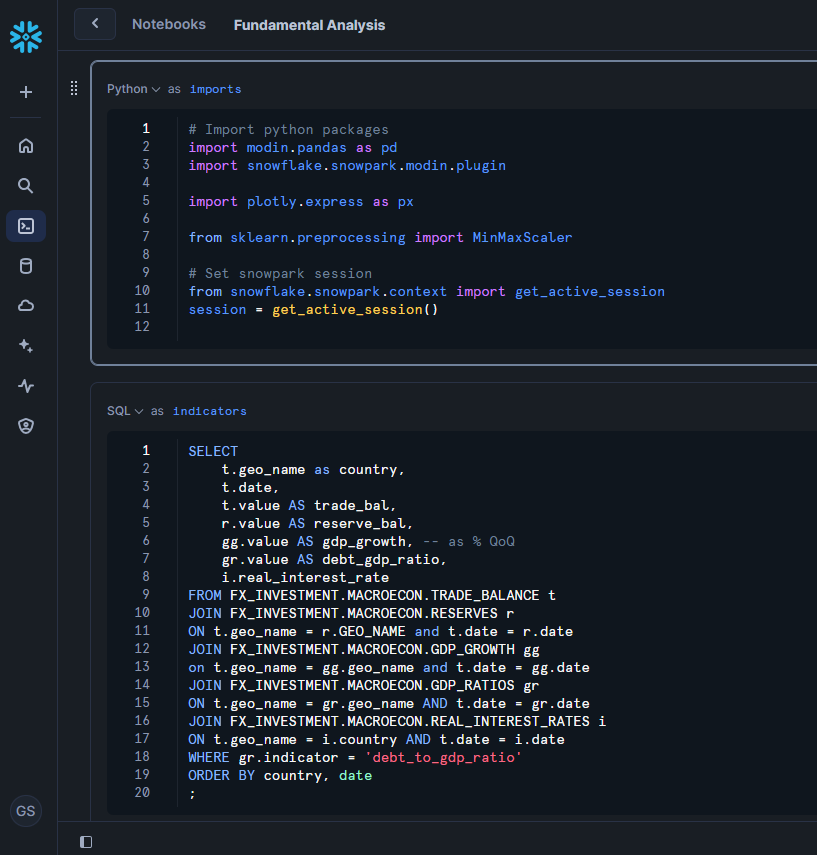 Notebooks Fundamental Analysis
Python as imports
1 # Import python packages
2 import modin.pandas as pd
3 import snowflake.snowpark.modin.plugin
4
5 import plotly.express as px
6
7 from sklearn.preprocessing import MinMaxScaler
8
9 # Set snowpark session
10 from snowflake.snowpark.context import get_active_session
11 session = get_active_session()
12
SQL as indicators
1 SELECT
2     t.geo_name as country,
3     t.date,
4     t.value AS trade_bal,
5     r.value AS reserve_bal,
6     gg.value AS gdp_growth, -- as % QoQ
7     gr.value AS debt_gdp_ratio,
8     i.real_interest_rate
9 FROM FX_INVESTMENT.MACROECON.TRADE_BALANCE t
10 JOIN FX_INVESTMENT.MACROECON.RESERVES r
11 ON t.geo_name = r.GEO_NAME and t.date = r.date
12 JOIN FX_INVESTMENT.MACROECON.GDP_GROWTH gg
13 on t.geo_name = gg.geo_name and t.date = gg.date
14 JOIN FX_INVESTMENT.MACROECON.GDP_RATIOS gr
15 ON t.geo_name = gr.geo_name AND t.date = gr.date
16 JOIN FX_INVESTMENT.MACROECON.REAL_INTEREST_RATES i
17 ON t.geo_name = i.country AND t.date = i.date
18 WHERE gr.indicator = 'debt_to_gdp_ratio'
19 ORDER BY country, date
20 ;
GS